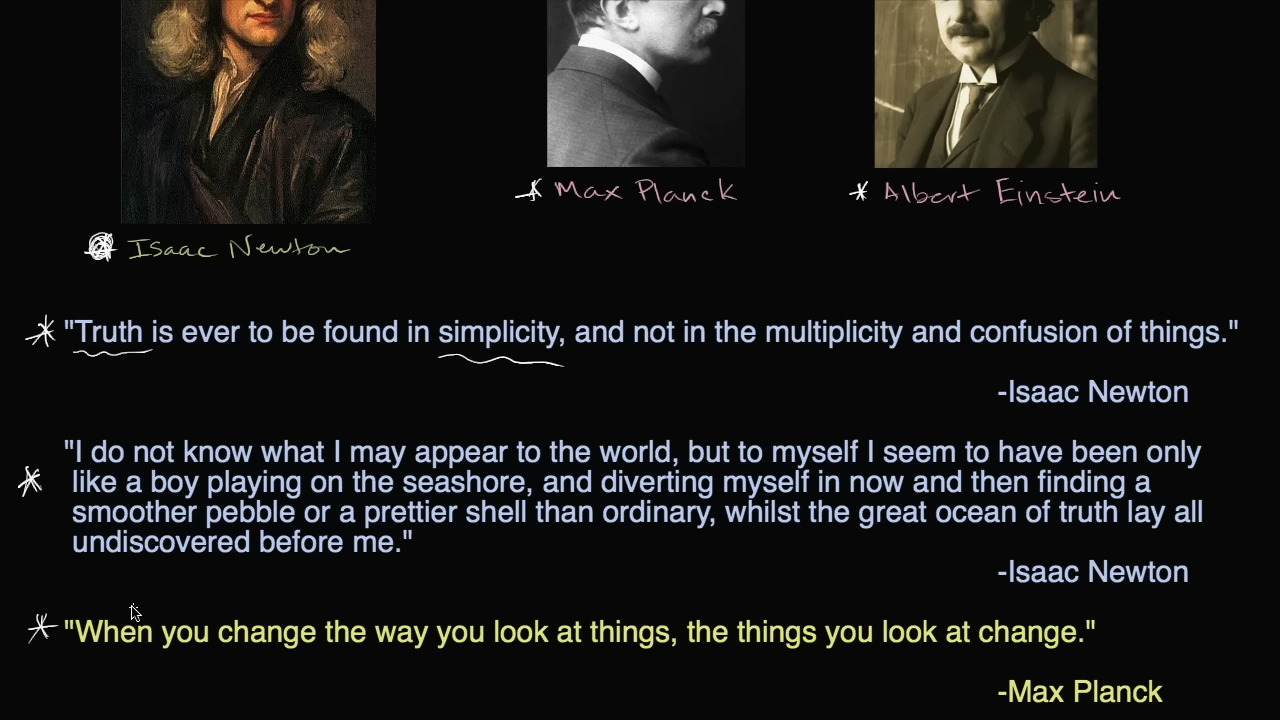 Max Planck
Albert Einstein
Isaac Newton
"Truth is ever to be found in simplicity, and not in the multiplicity and confusion of things."
-Isaac Newton
"I do not know what I may appear to the world, but to myself I seem to have been only
like a boy playing on the seashore, and diverting myself in now and then finding a
smoother pebble or a prettier shell than ordinary, whilst the great ocean of truth lay all
undiscovered before me."
-Isaac Newton
"When you change the way you look at things, the things you look at change."
-Max Planck